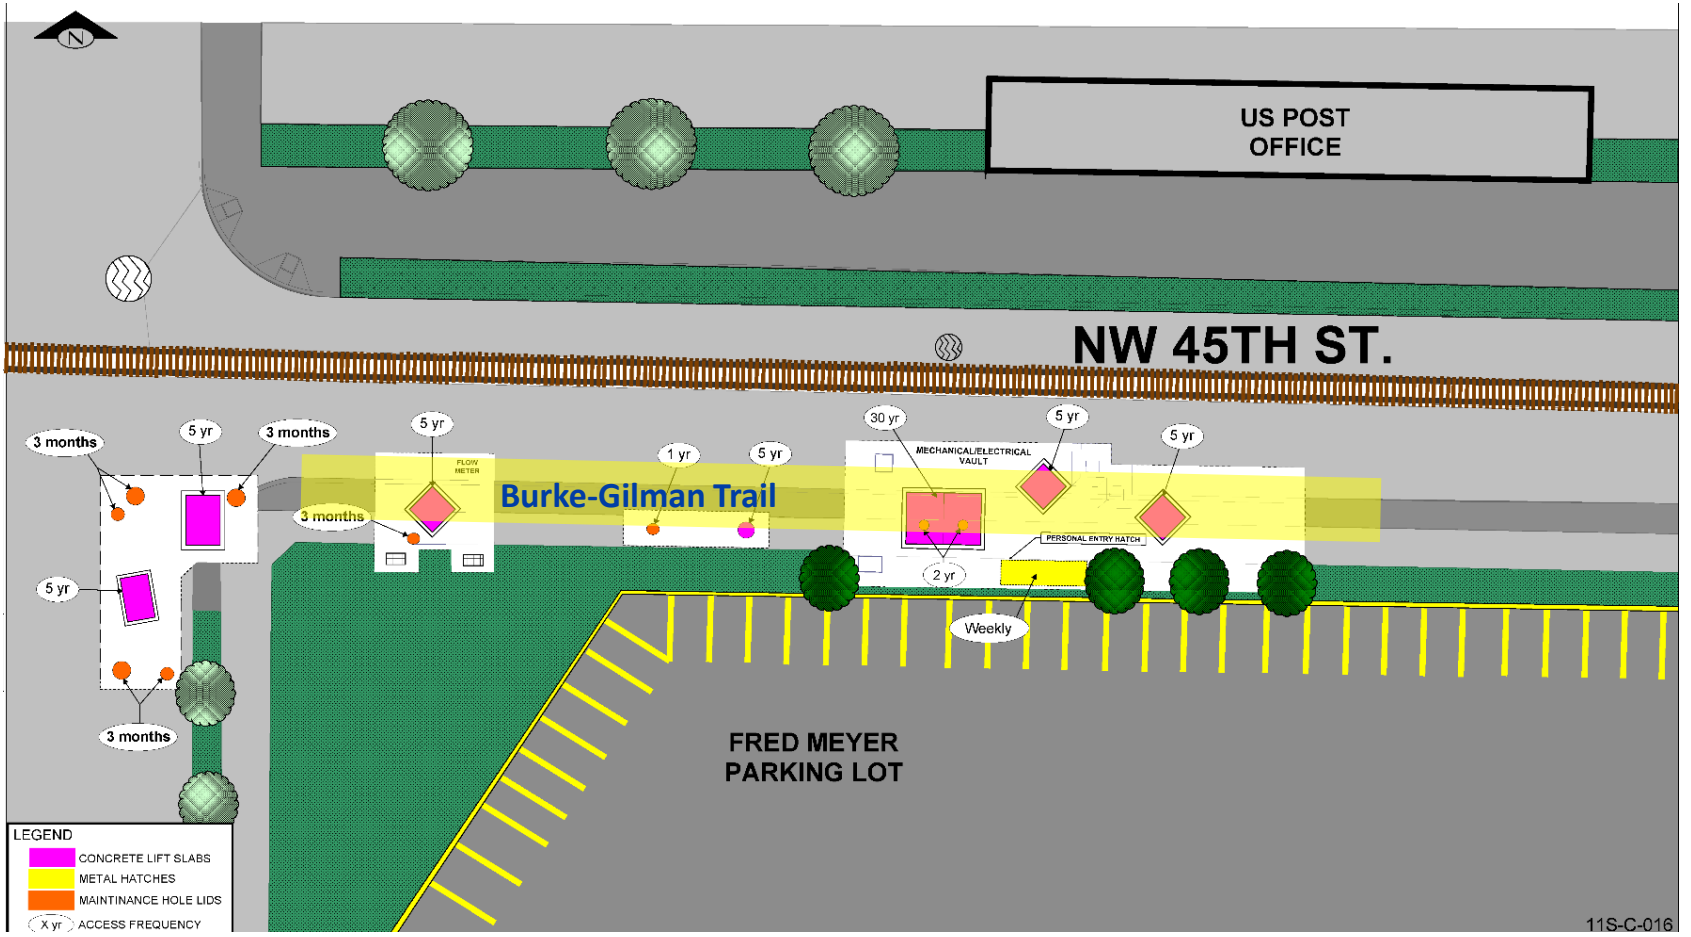 N
US POST
OFFICE
NW 45TH ST.
3 months
5 yr
3 months
5 yr
FLOW
METER
1 yr
5 yr
30 yr
MECHANICAL/ELECTRICAL
VAULT
5 yr
5 yr
Burke-Gilman Trail
3 months
PERSONAL ENTRY HATCH
5 yr
2 yr
Weekly
3 months
FRED MEYER
PARKING LOT
LEGEND
CONCRETE LIFT SLABS
METAL HATCHES
MAINTINANCE HOLE LIDS
X yr ACCESS FREQUENCY
11S-C-016